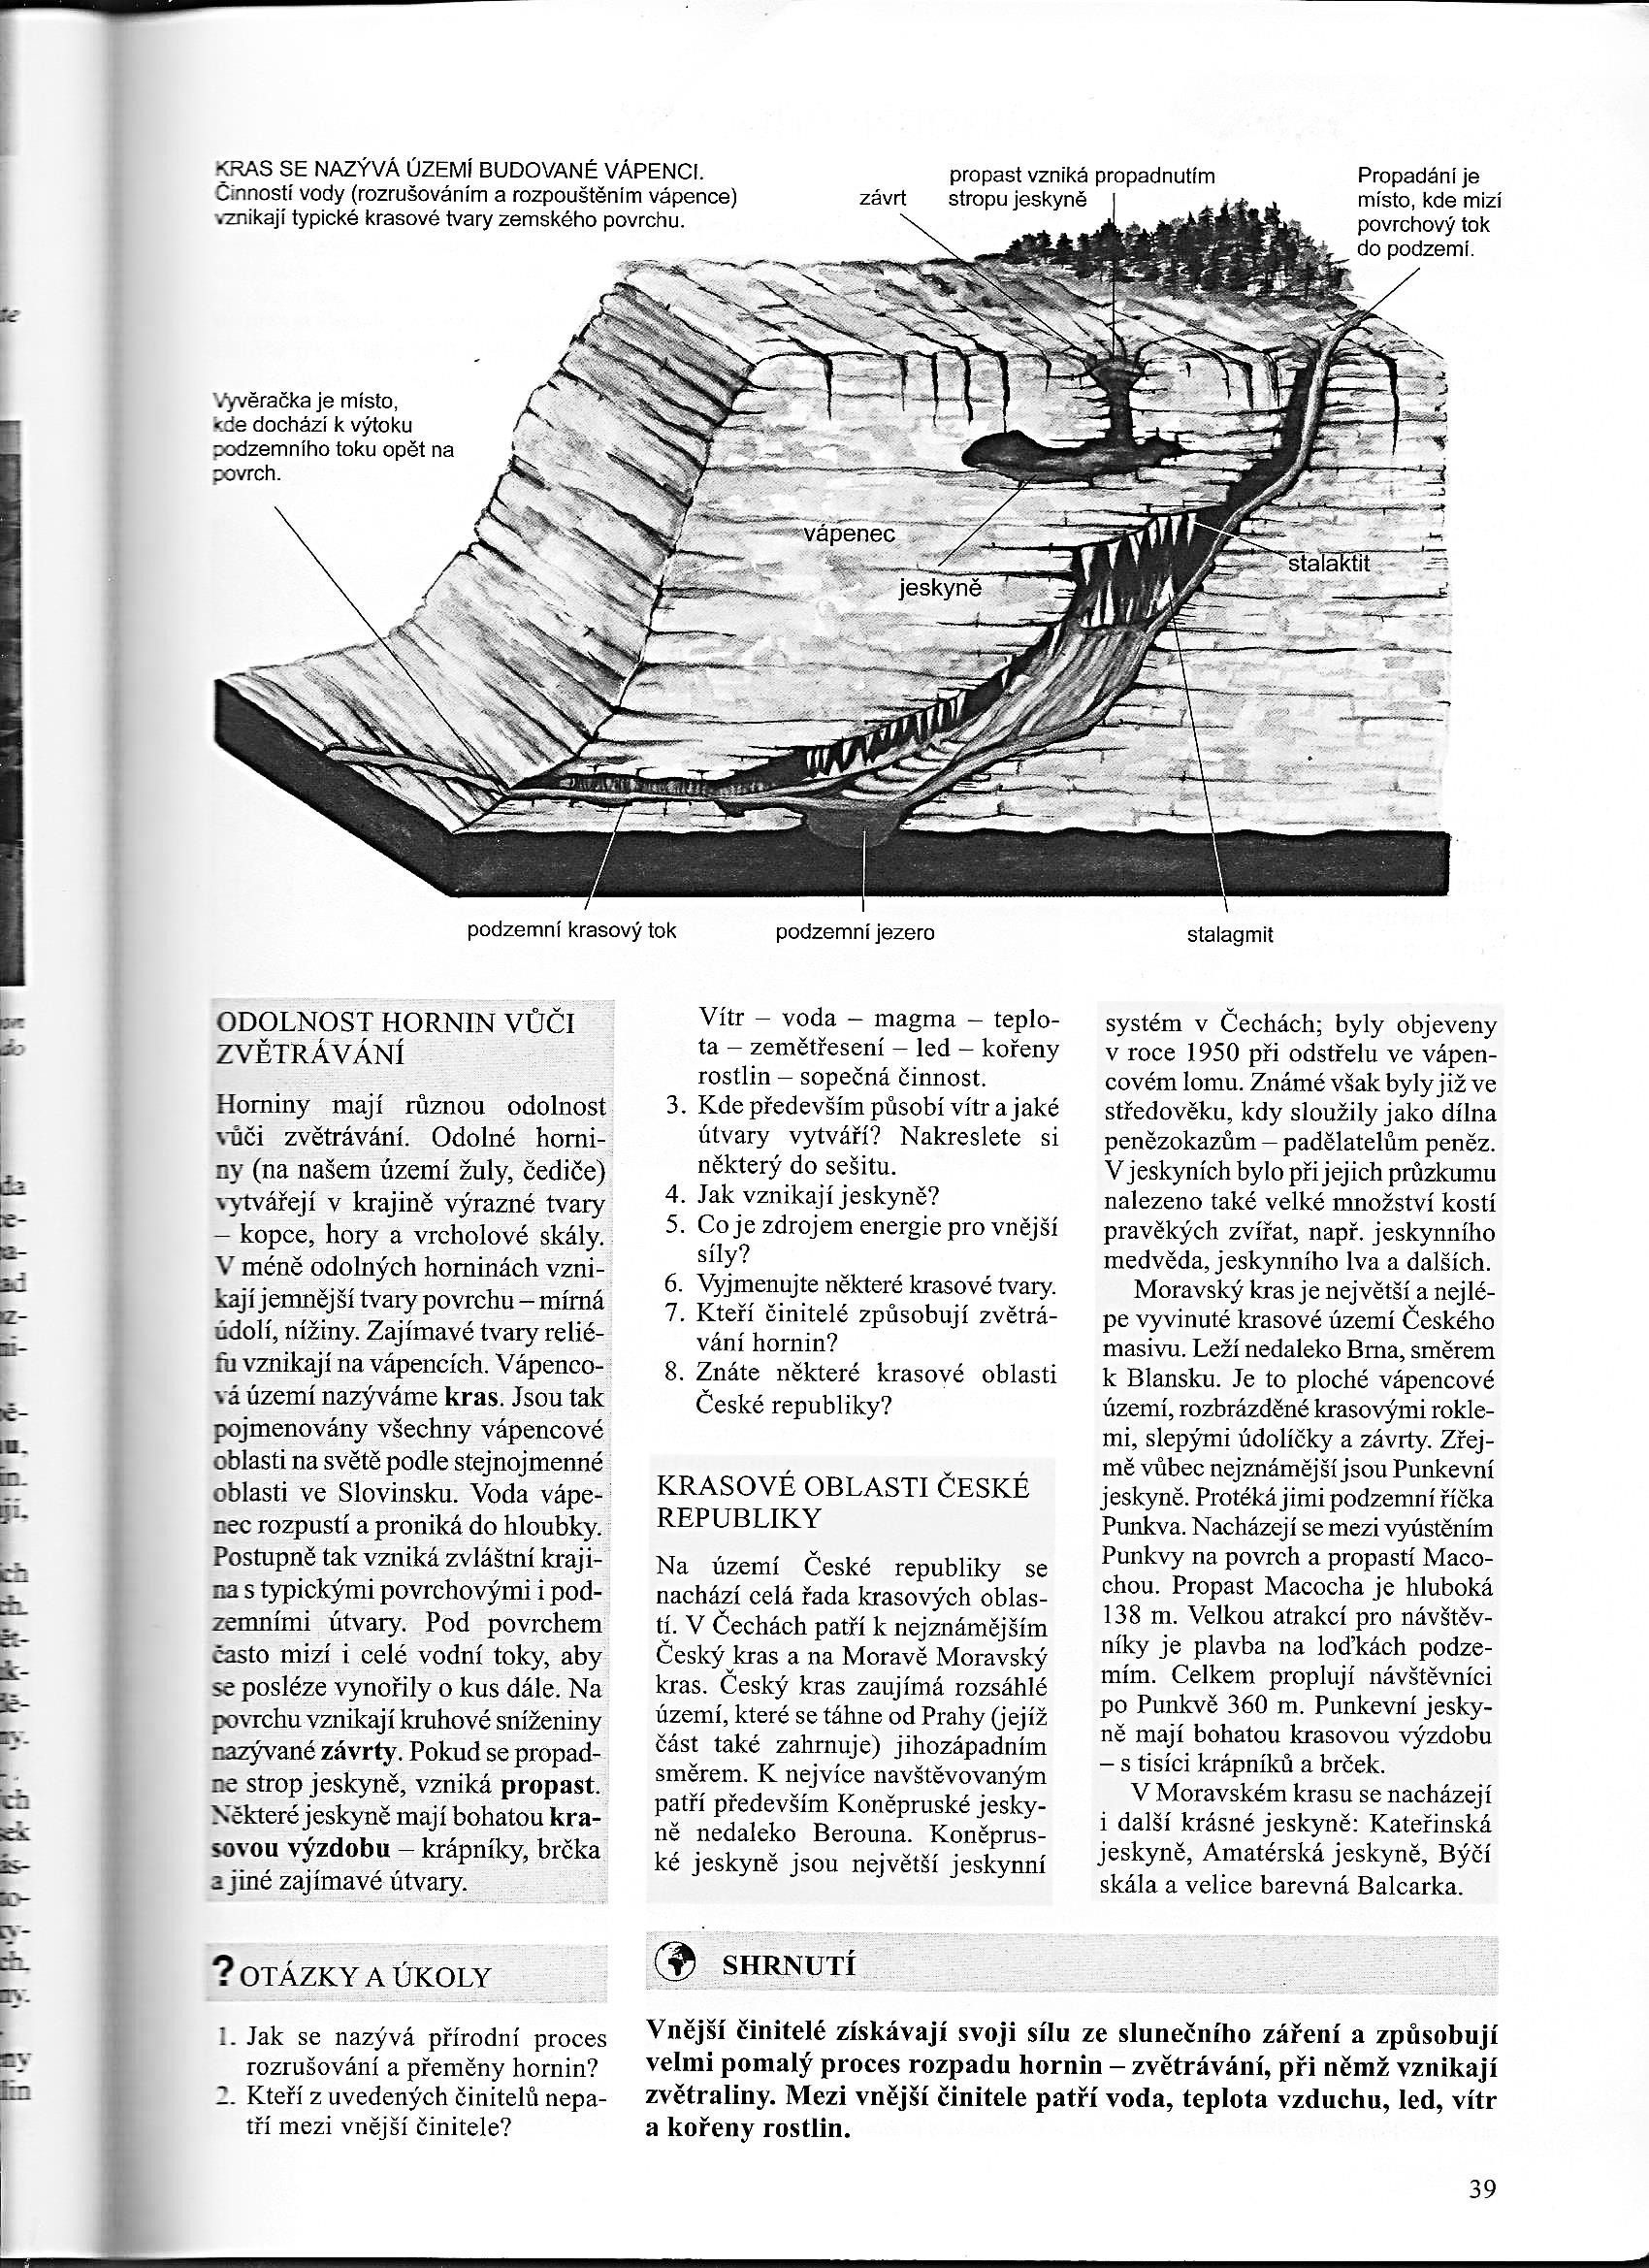 KRAS SE NAZÝVÁ ÚZEMÍ BUDOVANÉ VÁPENCI.
Činností vody (rozrušováním a rozpouštěním vápence)
vznikají typické krasové tvary zemského povrchu.
závrt
propast vzniká propadnutím
stropu jeskyně
Propadání je
místo, kde mizí
povrchový tok
do podzemí.
Vyvěračka je místo,
kde dochází k výtoku
podzemního toku opět na
povrch.
vápenec
jeskyně
stalaktit
podzemní krasový tok
podzemní jezero
stalagmit
ODOLNOST HORNIN VŮČI
ZVĚTRÁVÁNÍ
Horniny mají různou odolnost
vůči zvětrávání. Odolné horni-
ny (na našem území žuly, čediče)
vytvářejí v krajině výrazné tvary
– kopce, hory a vrcholové skály.
V méně odolných horninách vzni-
kají jemnější tvary povrchu – mírná
údolí, nížiny. Zajímavé tvary relié-
fu vznikají na vápencích. Vápenco-
vá území nazýváme kras. Jsou tak
pojmenovány všechny vápencové
oblasti na světě podle stejnojmenné
oblasti ve Slovinsku. Voda vápe-
nec rozpustí a proniká do hloubky.
Postupně tak vzniká zvláštní kraji-
na s typickými povrchovými i pod-
zemními útvary. Pod povrchem
často mizí i celé vodní toky, aby
se posléze vynořily o kus dále. Na
povrchu vznikají kruhové sníženiny
nazývané závrty. Pokud se propad-
ne strop jeskyně, vzniká propast.
Některé jeskyně mají bohatou kra-
sovou výzdobu – krápníky, brčka
a jiné zajímavé útvary.
? OTÁZKY A ÚKOLY
1. Jak se nazývá přírodní proces
rozrušování a přeměny hornin?
2. Kteří z uvedených činitelů nepa-
tří mezi vnější činitele?
Vítr – voda – magma – teplo-
ta – zemětřesení – led – kořeny
rostlin – sopečná činnost.
3. Kde především působí vítr a jaké
útvary vytváří? Nakreslete si
některý do sešitu.
4. Jak vznikají jeskyně?
5. Co je zdrojem energie pro vnější
síly?
6. Vyjmenujte některé krasové tvary.
7. Kteří činitelé způsobují zvětrá-
vání hornin?
8. Znáte některé krasové oblasti
České republiky?
KRASOVÉ OBLASTI ČESKÉ
REPUBLIKY
Na území České republiky se
nachází celá řada krasových oblas-
tí. V Čechách patří k nejznámějším
Český kras a na Moravě Moravský
kras. Český kras zaujímá rozsáhlé
území, které se táhne od Prahy (jejíž
část také zahrnuje) jihozápadním
směrem. K nejvíce navštěvovaným
patří především Koněpruské jesky-
ně nedaleko Berouna. Koněprus-
ké jeskyně jsou největší jeskynní
systém v Čechách; byly objeveny
v roce 1950 při odstřelu ve vápen-
covém lomu. Známé však byly již ve
středověku, kdy sloužily jako dílna
penězokazům – padělatelům peněz.
V jeskyních bylo při jejich průzkumu
nalezeno také velké množství kostí
pravěkých zvířat, např. jeskynního
medvěda, jeskynního lva a dalších.
Moravský kras je největší a nejlé-
pe vyvinuté krasové území Českého
masivu. Leží nedaleko Brna, směrem
k Blansku. Je to ploché vápencové
území, rozbrázděné krasovými rokle-
mi, slepými údolíčky a závrty. Zřej-
mě vůbec nejznámější jsou Punkevní
jeskyně. Protéká jimi podzemní říčka
Punkva. Nacházejí se mezi vyústěním
Punkvy na povrch a propastí Maco-
chou. Propast Macocha je hluboká
138 m. Velkou atrakcí pro návštěv-
níky je plavba na loďkách podze-
mím. Celkem proplují návštěvníci
po Punkvě 360 m. Punkevní jesky-
ně mají bohatou krasovou výzdobu
– s tisíci krápníků a brček.
V Moravském krasu se nacházejí
i další krásné jeskyně: Kateřinská
jeskyně, Amatérská jeskyně, Býčí
skála a velice barevná Balcarka.
SHRNUTÍ
Vnější činitelé získávají svoji sílu ze slunečního záření a způsobují
velmi pomalý proces rozpadu hornin – zvětrávání, při němž vznikají
zvětraliny. Mezi vnější činitele patří voda, teplota vzduchu, led, vítr
a kořeny rostlin.
39